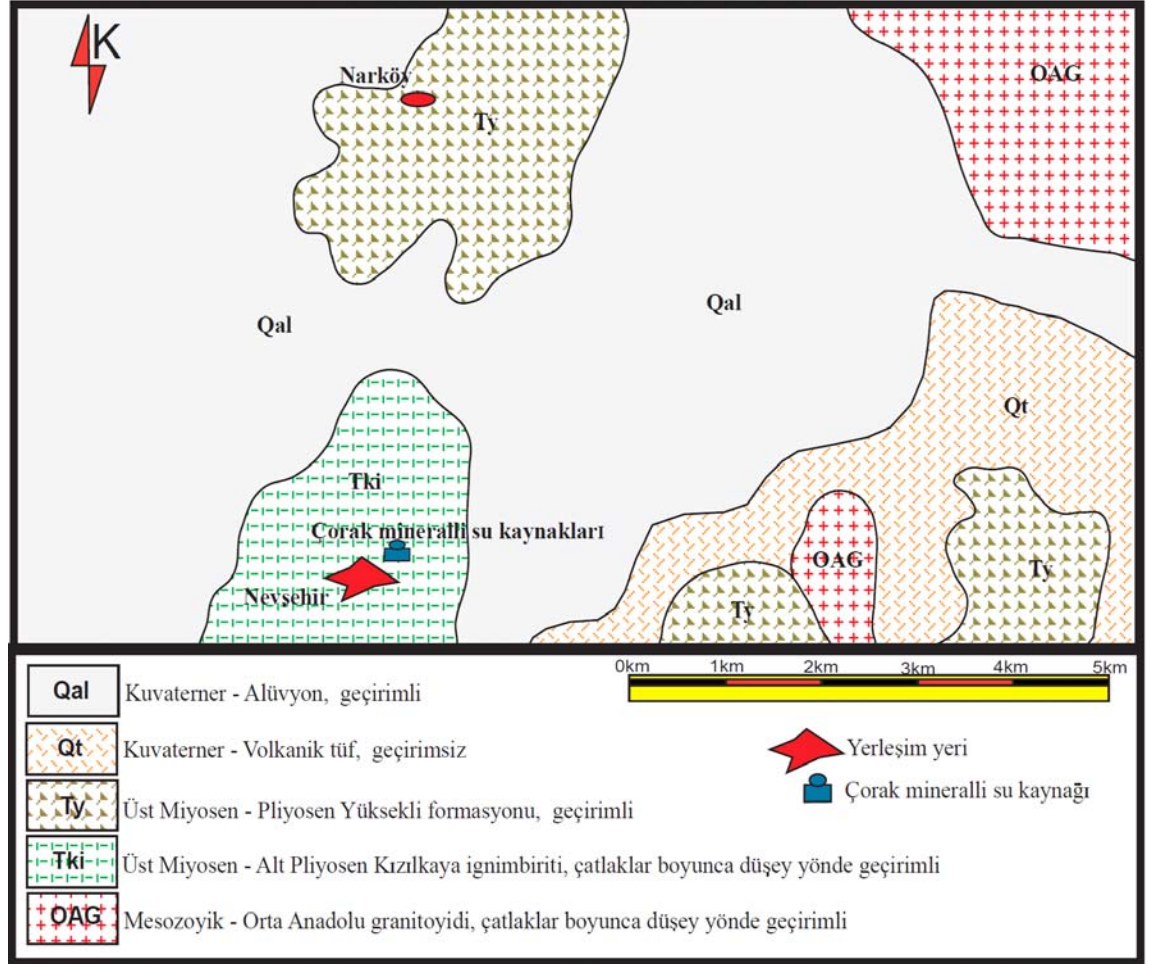 K
Narköy
OAG
Ty
Qal
Qal
Qt
Tki
Çorak mineralli su kaynakları
OAG
Ty
Nevşehir
Ty
0km 1km 2km 3km 4km 5km
Qal Kuvaterner - Alüvyon, geçirimli
Qt Kuvaterner - Volkanik tüf, geçirimsiz
Yerleşim yeri
Çorak mineralli su kaynağı
Ty Üst Miyosen - Pliyosen Yüksekli formasyonu, geçirimli
Tki Üst Miyosen - Alt Pliyosen Kızılkaya ignimbiriti, çatlaklar boyunca düşey yönde geçirimli
OAG Mesozoyik - Orta Anadolu granitoyidi, çatlaklar boyunca düşey yönde geçirimli